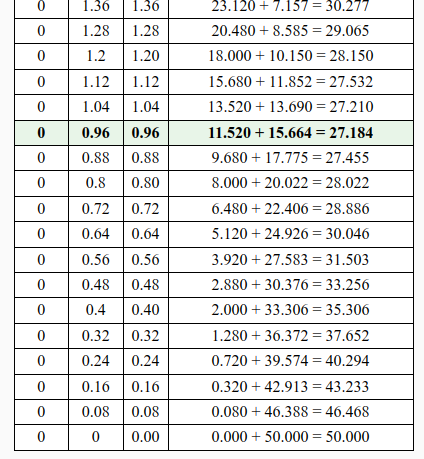 0 1.36 1.36 23.120 + 7.157 = 30.277
0 1.28 1.28 20.480 + 8.585 = 29.065
0 1.2 1.20 18.000 + 10.150 = 28.150
0 1.12 1.12 15.680 + 11.852 = 27.532
0 1.04 1.04 13.520 + 13.690 = 27.210
0 0.96 0.96 11.520 + 15.664 = 27.184
0 0.88 0.88 9.680 + 17.775 = 27.455
0 0.8 0.80 8.000 + 20.022 = 28.022
0 0.72 0.72 6.480 + 22.406 = 28.886
0 0.64 0.64 5.120 + 24.926 = 30.046
0 0.56 0.56 3.920 + 27.583 = 31.503
0 0.48 0.48 2.880 + 30.376 = 33.256
0 0.4 0.40 2.000 + 33.306 = 35.306
0 0.32 0.32 1.280 + 36.372 = 37.652
0 0.24 0.24 0.720 + 39.574 = 40.294
0 0.16 0.16 0.320 + 42.913 = 43.233
0 0.08 0.08 0.080 + 46.388 = 46.468
0 0 0.00 0.000 + 50.000 = 50.000